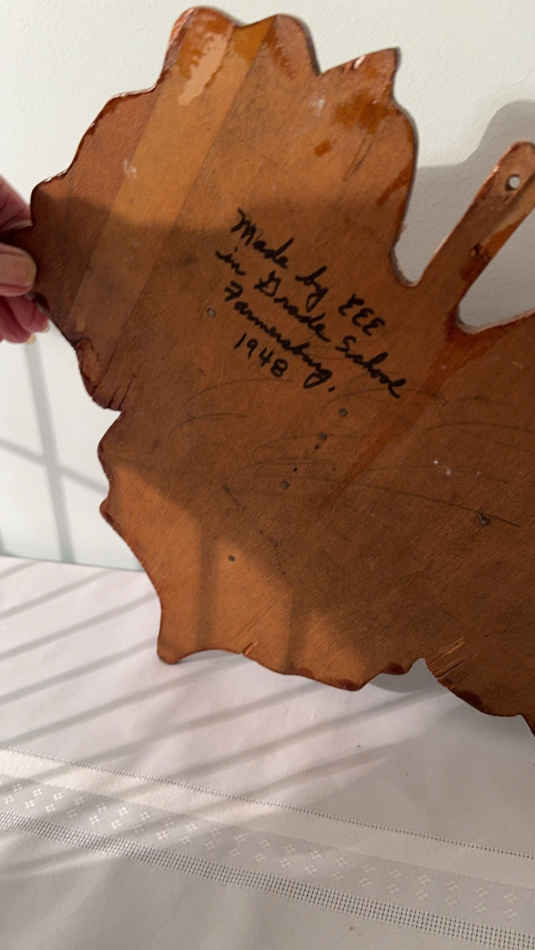 Made by EEE
in Grade School
Farmersburg,
1948